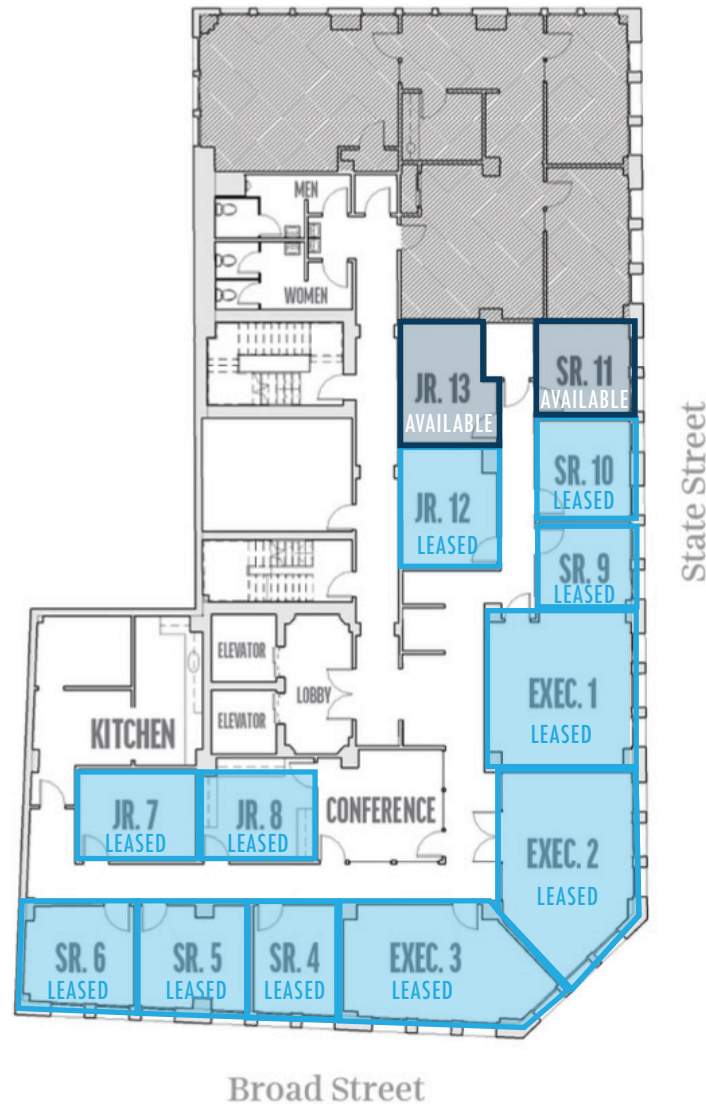 MEN
WOMEN
JR. 13
AVAILABLE
SR. 11
AVAILABLE
JR. 12
LEASED
SR. 10
LEASED
SR. 9
LEASED
State Street
ELEVATOR
ELEVATOR
LOBBY
KITCHEN
EXEC. 1
LEASED
JR. 7
LEASED
JR. 8
LEASED
CONFERENCE
EXEC. 2
LEASED
SR. 6
LEASED
SR. 5
LEASED
SR. 4
LEASED
EXEC. 3
LEASED
Broad Street